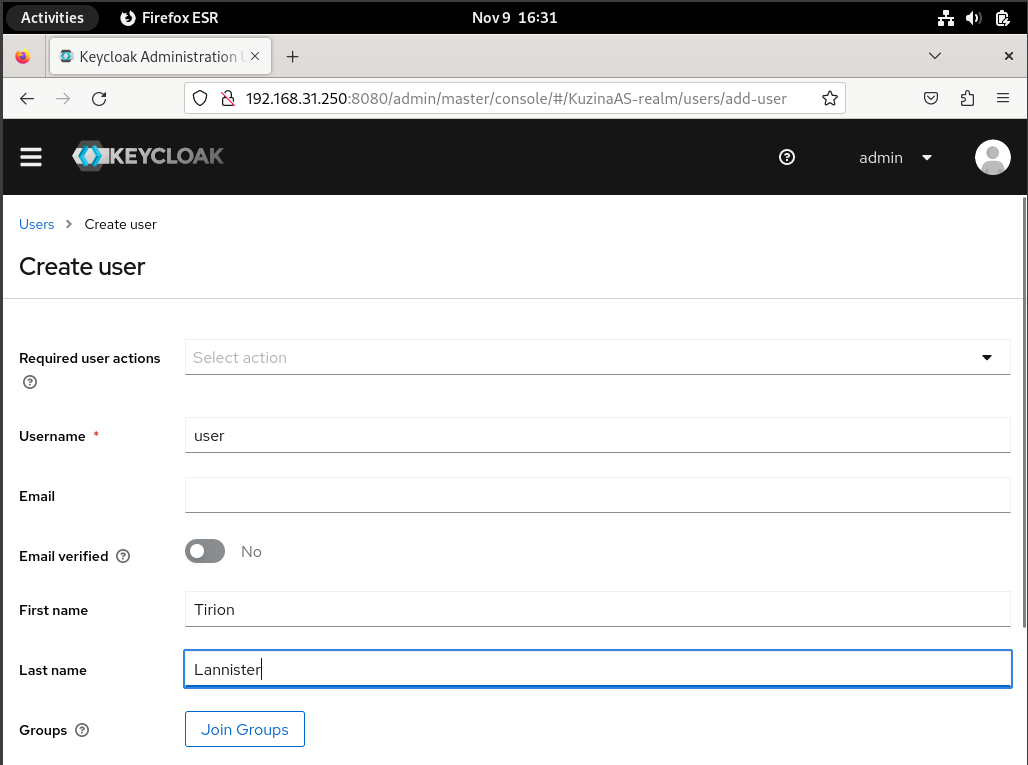 Activities Firefox ESR Nov 9 16:31
Keycloak Administration
192.168.31.250:8080/admin/master/console/#/KuzinaAS-realm/users/add-user
KEYCLOAK admin
Users Create user
Create user
Required user actions Select action
Username * user
Email
Email verified No
First name Tirion
Last name Lannister
Groups Join Groups